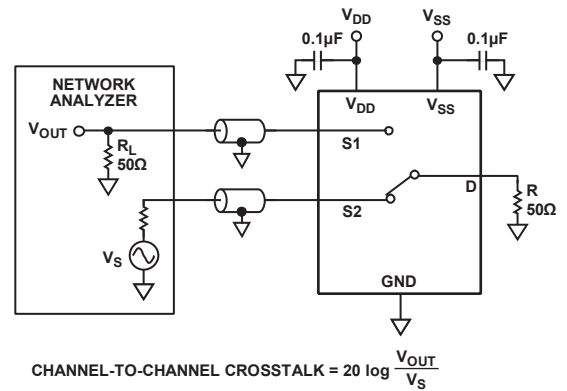 V_DD
V_SS
0.1µF
0.1µF
NETWORK
ANALYZER
V_DD
V_SS
V_OUT
S1
R_L
50Ω
D
R
50Ω
S2
V_S
GND
CHANNEL-TO-CHANNEL CROSSTALK = 20 log V_OUT / V_S